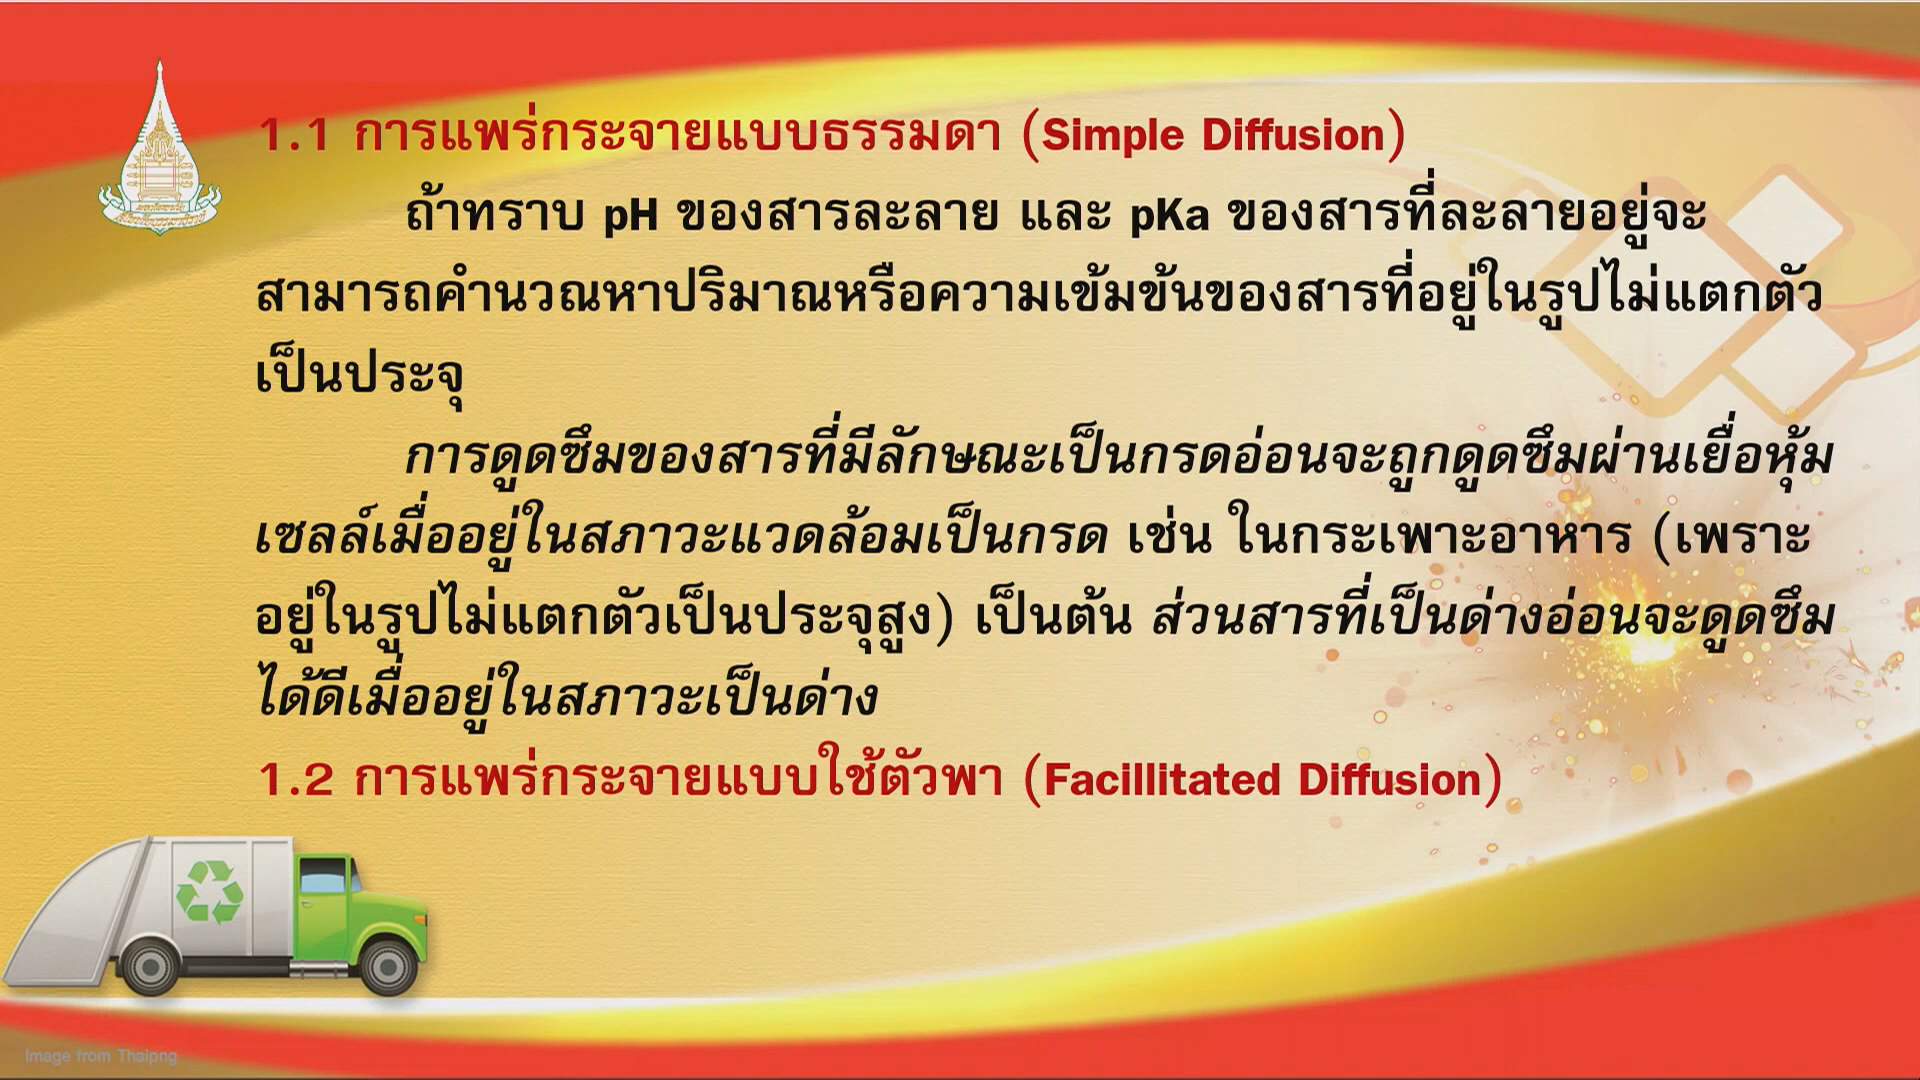 1.1 การแพร่กระจายแบบธรรมดา (Simple Diffusion)
ถ้าทราบ pH ของสารละลาย และ pKa ของสารที่ละลายอยู่จะ
สามารถคำนวณหาปริมาณหรือความเข้มข้นของสารที่อยู่ในรูปไม่แตกตัว
เป็นประจุ
การดูดซึมของสารที่มีลักษณะเป็นกรดอ่อนจะถูกดูดซึมผ่านเยื่อหุ้ม
เซลล์เมื่ออยู่ในสภาวะแวดล้อมเป็นกรด เช่น ในกระเพาะอาหาร (เพราะ
อยู่ในรูปไม่แตกตัวเป็นประจุสูง) เป็นต้น ส่วนสารที่เป็นด่างอ่อนจะดูดซึม
ได้ดีเมื่ออยู่ในสภาวะเป็นด่าง
1.2 การแพร่กระจายแบบใช้ตัวพา (Facillitated Diffusion)
Image from Thaipng